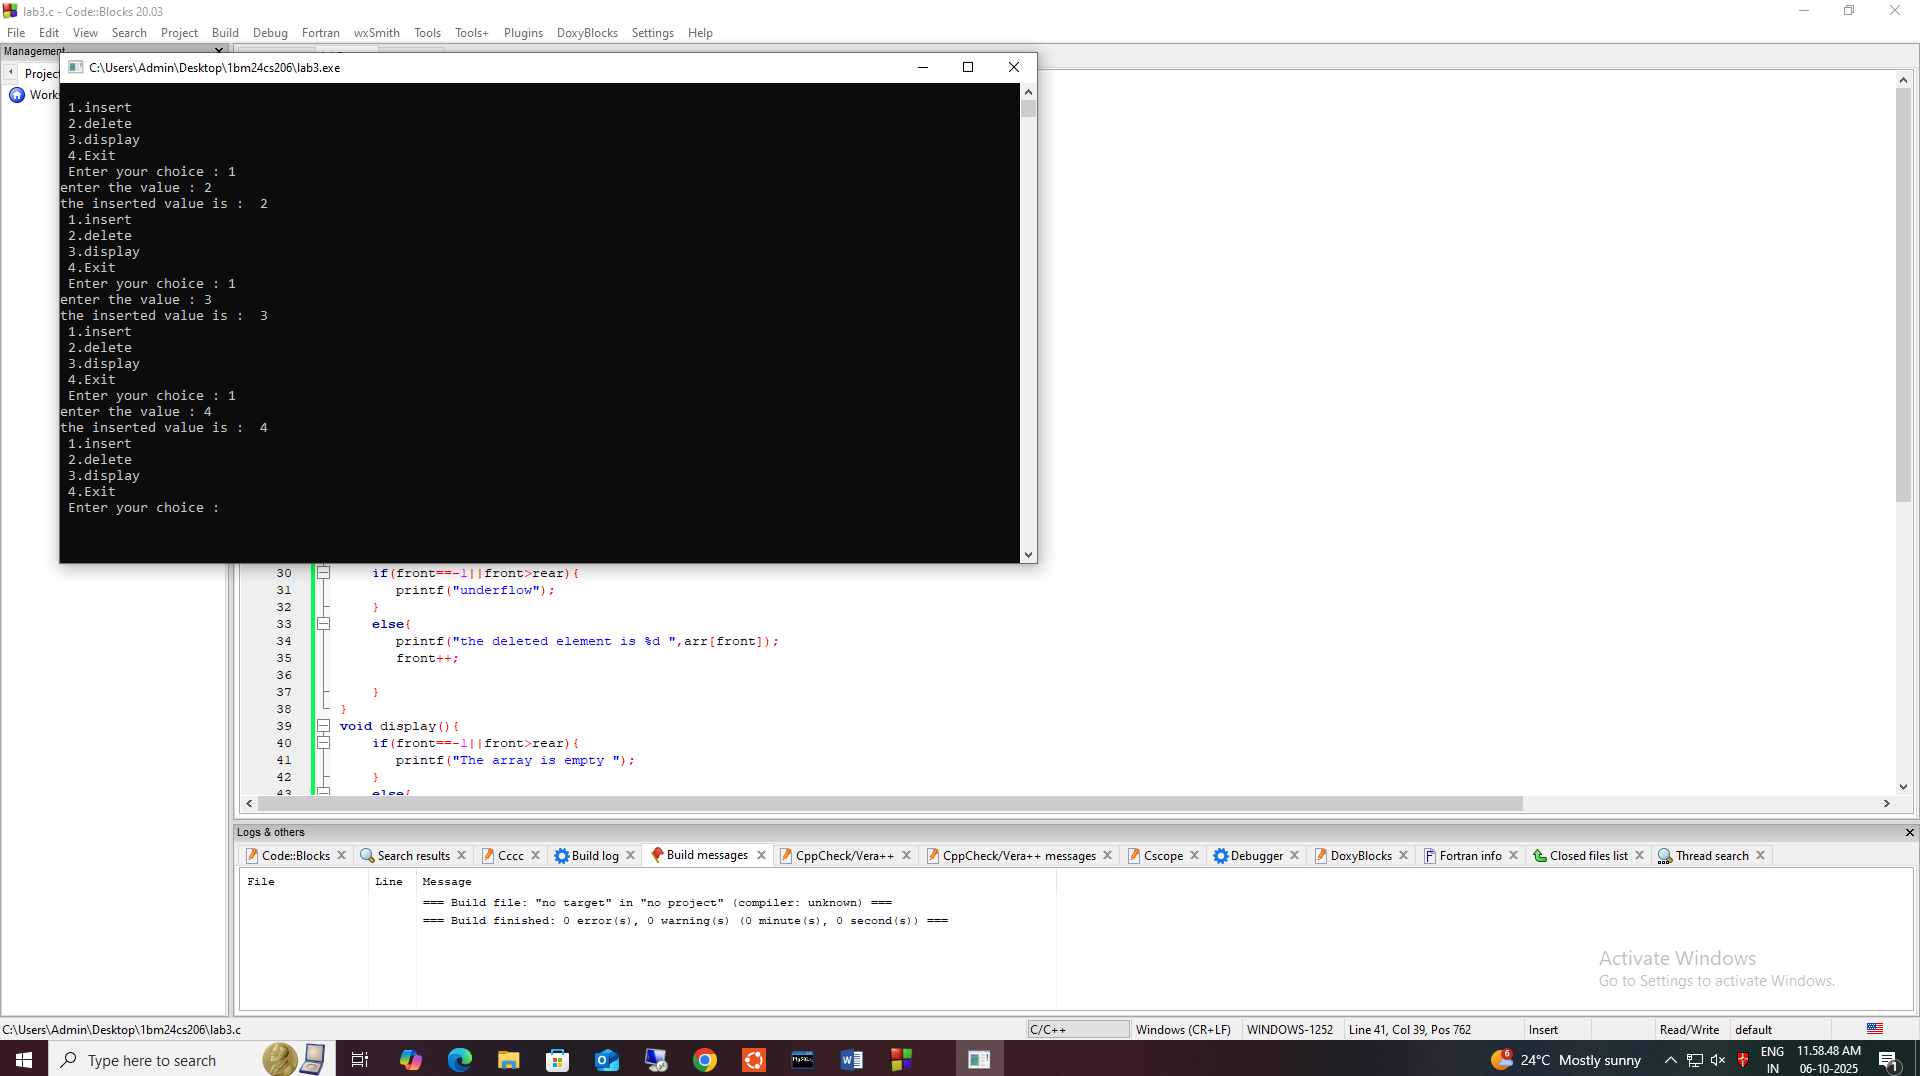 lab3.c - Code::Blocks 20.03
File Edit View Search Project Build Debug Fortran wxSmith Tools Tools+ Plugins DoxyBlocks Settings Help
Management
C:\Users\Admin\Desktop\1bm24cs206\lab3.exe
1.insert
2.delete
3.display
4.Exit
Enter your choice : 1
enter the value : 2
the inserted value is :  2
1.insert
2.delete
3.display
4.Exit
Enter your choice : 1
enter the value : 3
the inserted value is :  3
1.insert
2.delete
3.display
4.Exit
Enter your choice : 1
enter the value : 4
the inserted value is :  4
1.insert
2.delete
3.display
4.Exit
Enter your choice :
30 if(front==-1||front>rear){
31 printf("underflow");
32 }
33 else{
34 printf("the deleted element is %d ",arr[front]);
35 front++;
36
37 }
38 }
39 void display(){
40 if(front==-1||front>rear){
41 printf("The array is empty ");
42 }
43 else{
Logs & others
Code::Blocks Search results Cccc Build log Build messages CppCheck/Vera++ CppCheck/Vera++ messages Cscope Debugger DoxyBlocks Fortran info Closed files list Thread search
File Line Message
=== Build file: "no target" in "no project" (compiler: unknown) ===
=== Build finished: 0 error(s), 0 warning(s) (0 minute(s), 0 second(s)) ===
Activate Windows
Go to Settings to activate Windows.
C:\Users\Admin\Desktop\1bm24cs206\lab3.c C/C++ Windows (CR+LF) WINDOWS-1252 Line 41, Col 39, Pos 762 Insert Read/Write default
Type here to search
6 24°C Mostly sunny
ENG
IN
11.58.48 AM
06-10-2025
1